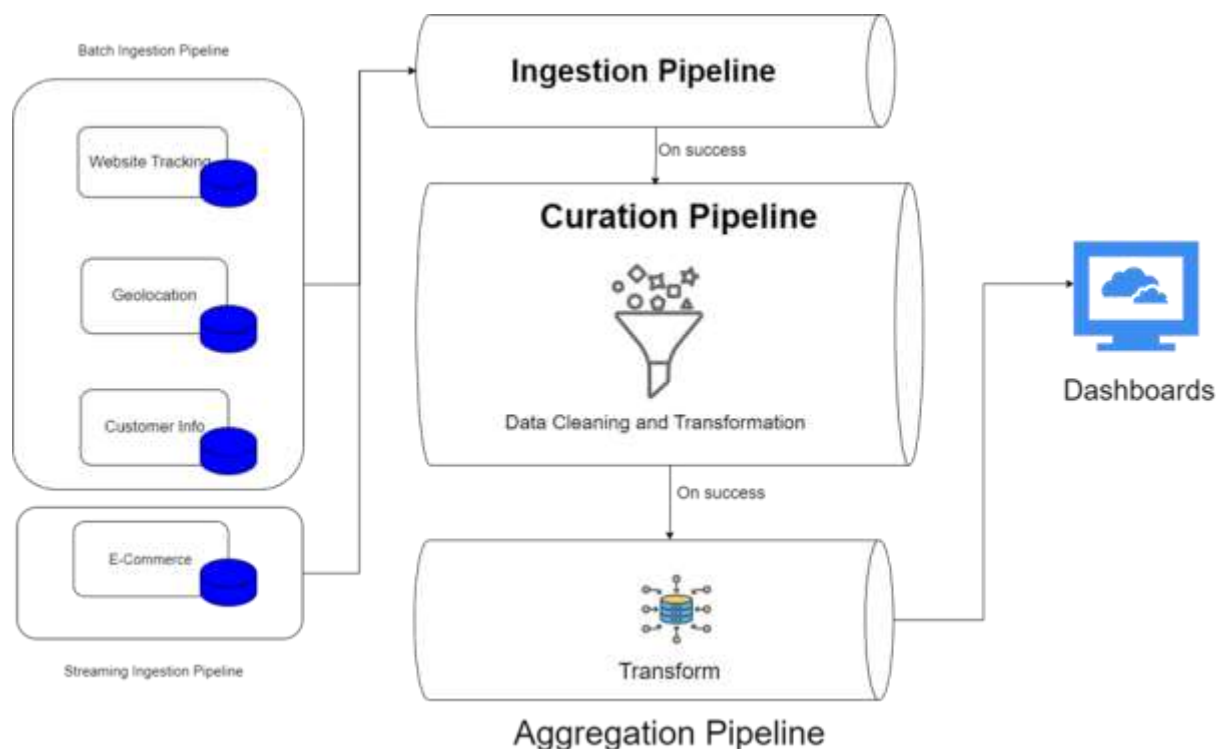 Batch Ingestion Pipeline
Website Tracking
Geolocation
Customer Info
E-Commerce
Streaming Ingestion Pipeline
Ingestion Pipeline
On success
Curation Pipeline
Data Cleaning and Transformation
On success
Transform
Aggregation Pipeline
Dashboards